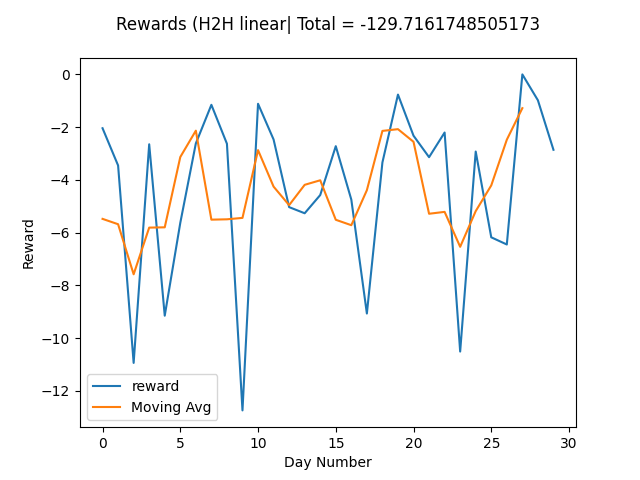 Rewards (H2H linear| Total = -129.7161748505173
0
−2
−4
−6
−8
−10
−12
Reward
reward
Moving Avg
0 5 10 15 20 25 30
Day Number